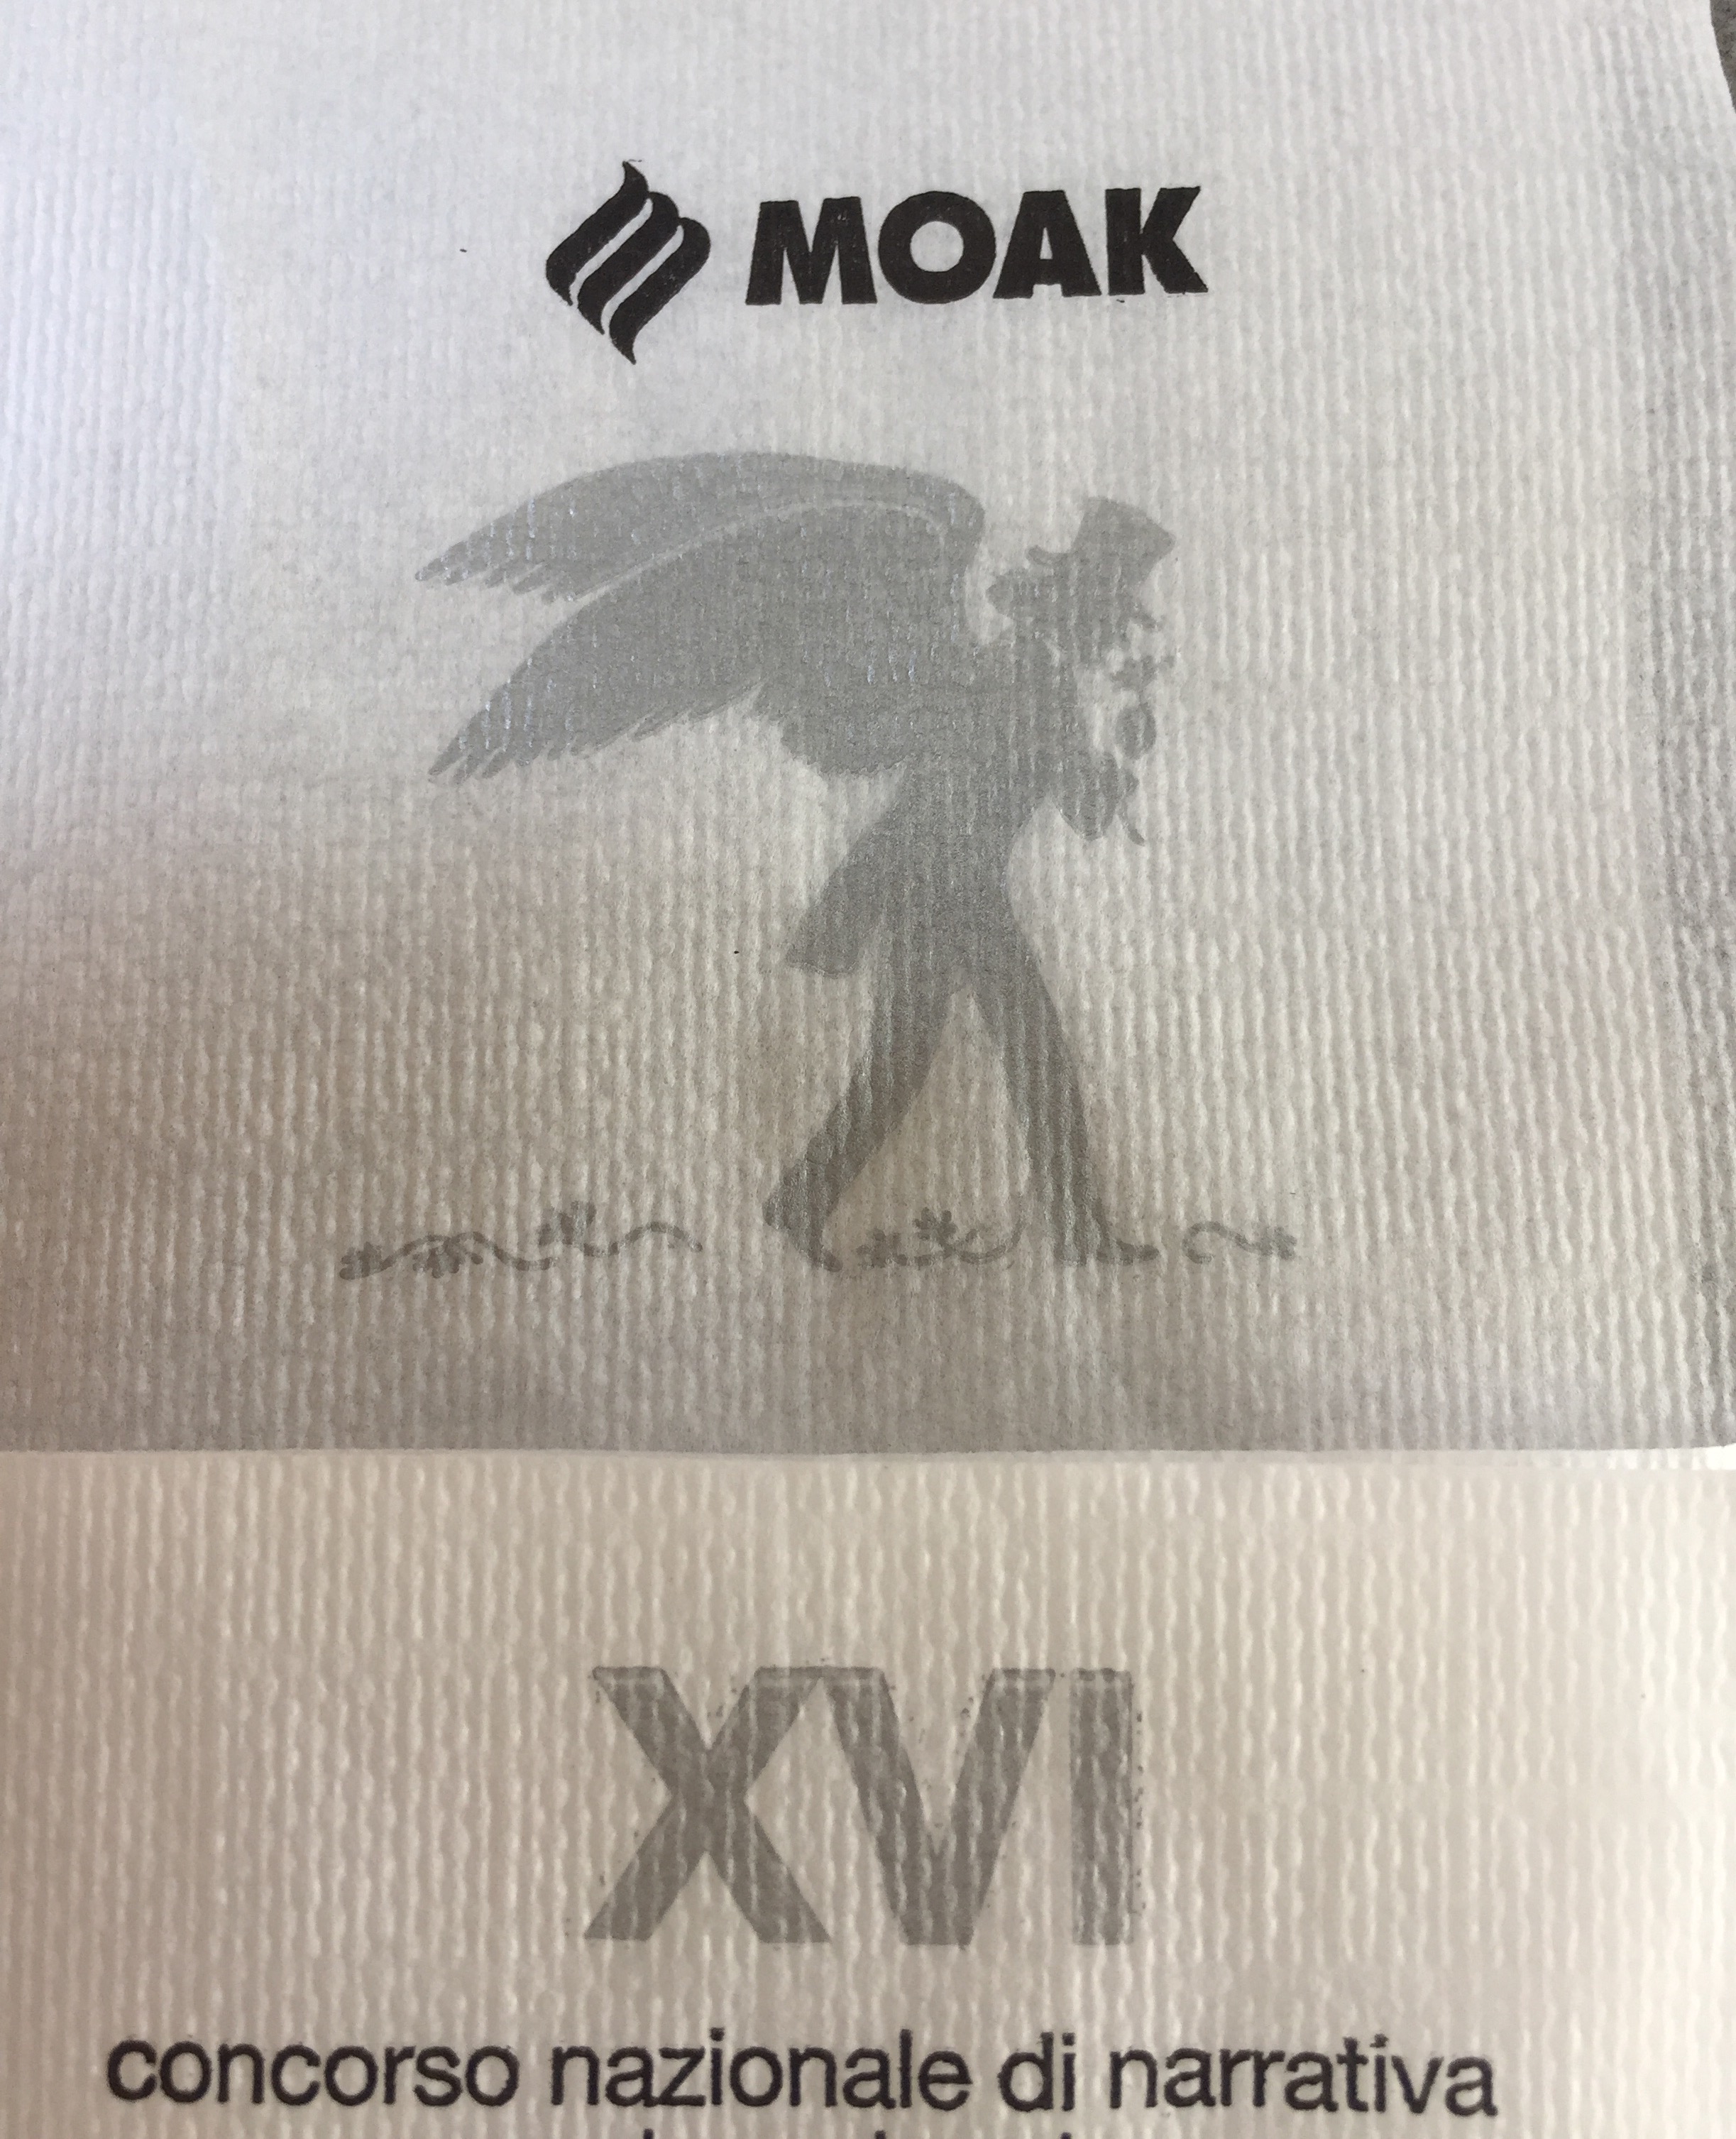 MOAK
XVI
concorso nazionale di narrativa